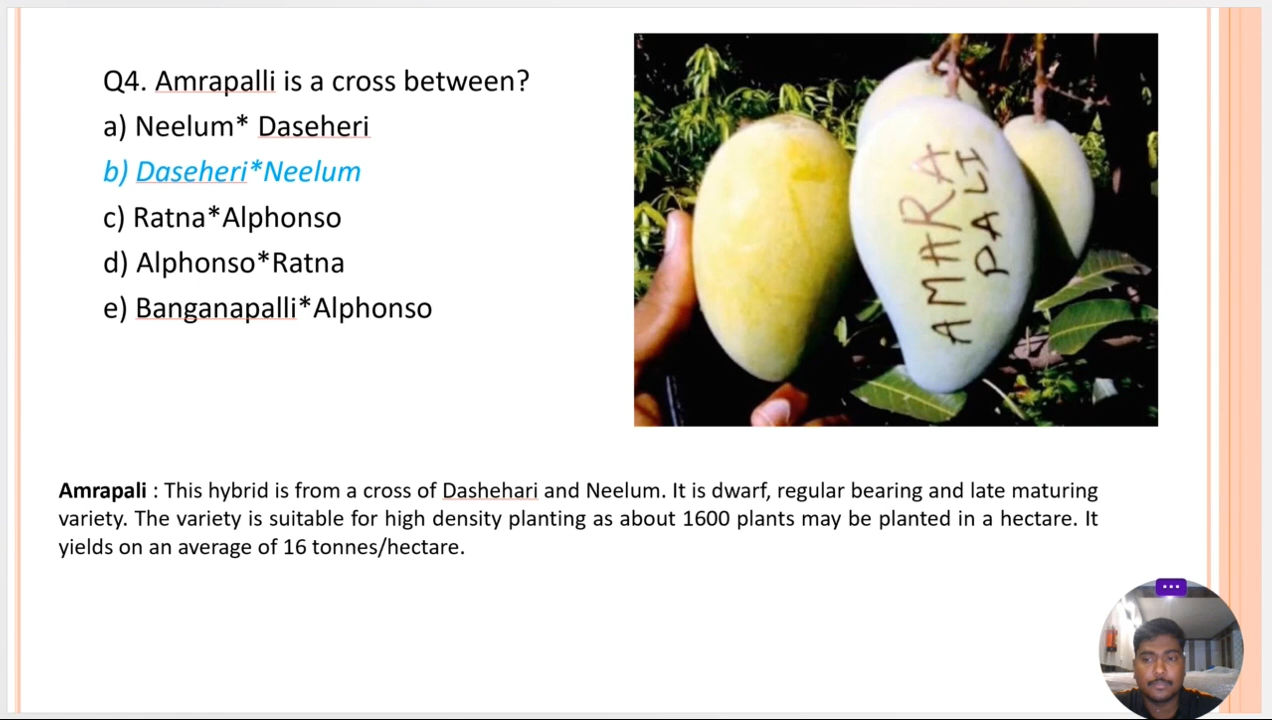 Q4. Amrapalli is a cross between?
a) Neelum* Daseheri
b) Daseheri*Neelum
c) Ratna*Alphonso
d) Alphonso*Ratna
e) Banganapalli*Alphonso
AMARA
PALI
Amrapali : This hybrid is from a cross of Dashehari and Neelum. It is dwarf, regular bearing and late maturing
variety. The variety is suitable for high density planting as about 1600 plants may be planted in a hectare. It
yields on an average of 16 tonnes/hectare.